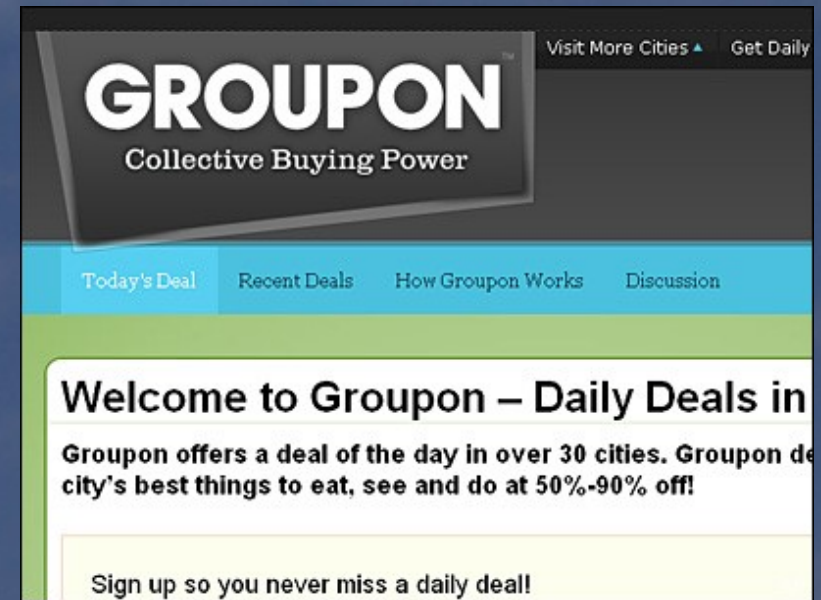 Visit More Cities ▲ Get Daily
GROUPON™
Collective Buying Power
Today's Deal Recent Deals How Groupon Works Discussion
Welcome to Groupon – Daily Deals in
Groupon offers a deal of the day in over 30 cities. Groupon de
city's best things to eat, see and do at 50%-90% off!
Sign up so you never miss a daily deal!